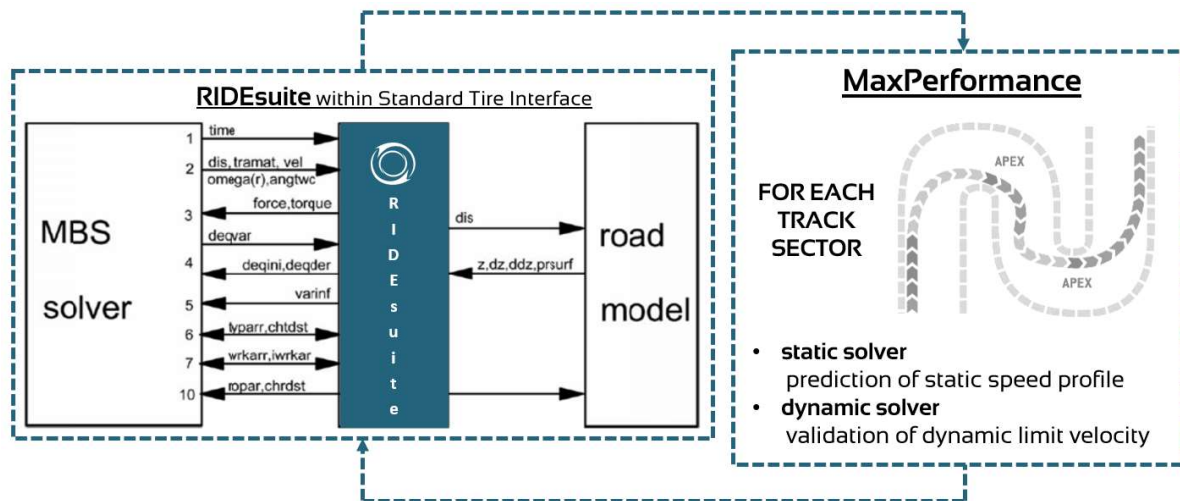 RIDEsuite within Standard Tire Interface
MBS
solver
1 time
2 dis,tramat, vel
omega(r),angtwc
3 force,torque
deqvar
4 deqini,deqder
5 varinf
6 typarr,chtdst
7 wrkarr,iwrkar
10 ropar,chrdst
R
I
D
E
s
u
i
t
e
dis
z,dz,ddz,prsurf
road
model
MaxPerformance
FOR EACH
TRACK
SECTOR
APEX
APEX
• static solver
prediction of static speed profile
• dynamic solver
validation of dynamic limit velocity